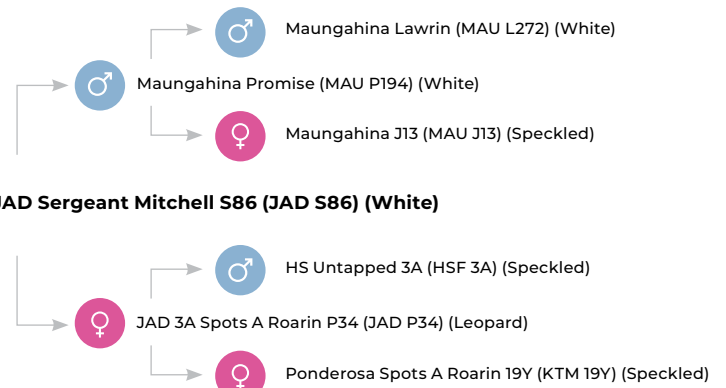 Maungahina Lawrin (MAU L272) (White)
Maungahina Promise (MAU P194) (White)
Maungahina J13 (MAU J13) (Speckled)
JAD Sergeant Mitchell S86 (JAD S86) (White)
HS Untapped 3A (HSF 3A) (Speckled)
JAD 3A Spots A Roarin P34 (JAD P34) (Leopard)
Ponderosa Spots A Roarin 19Y (KTM 19Y) (Speckled)